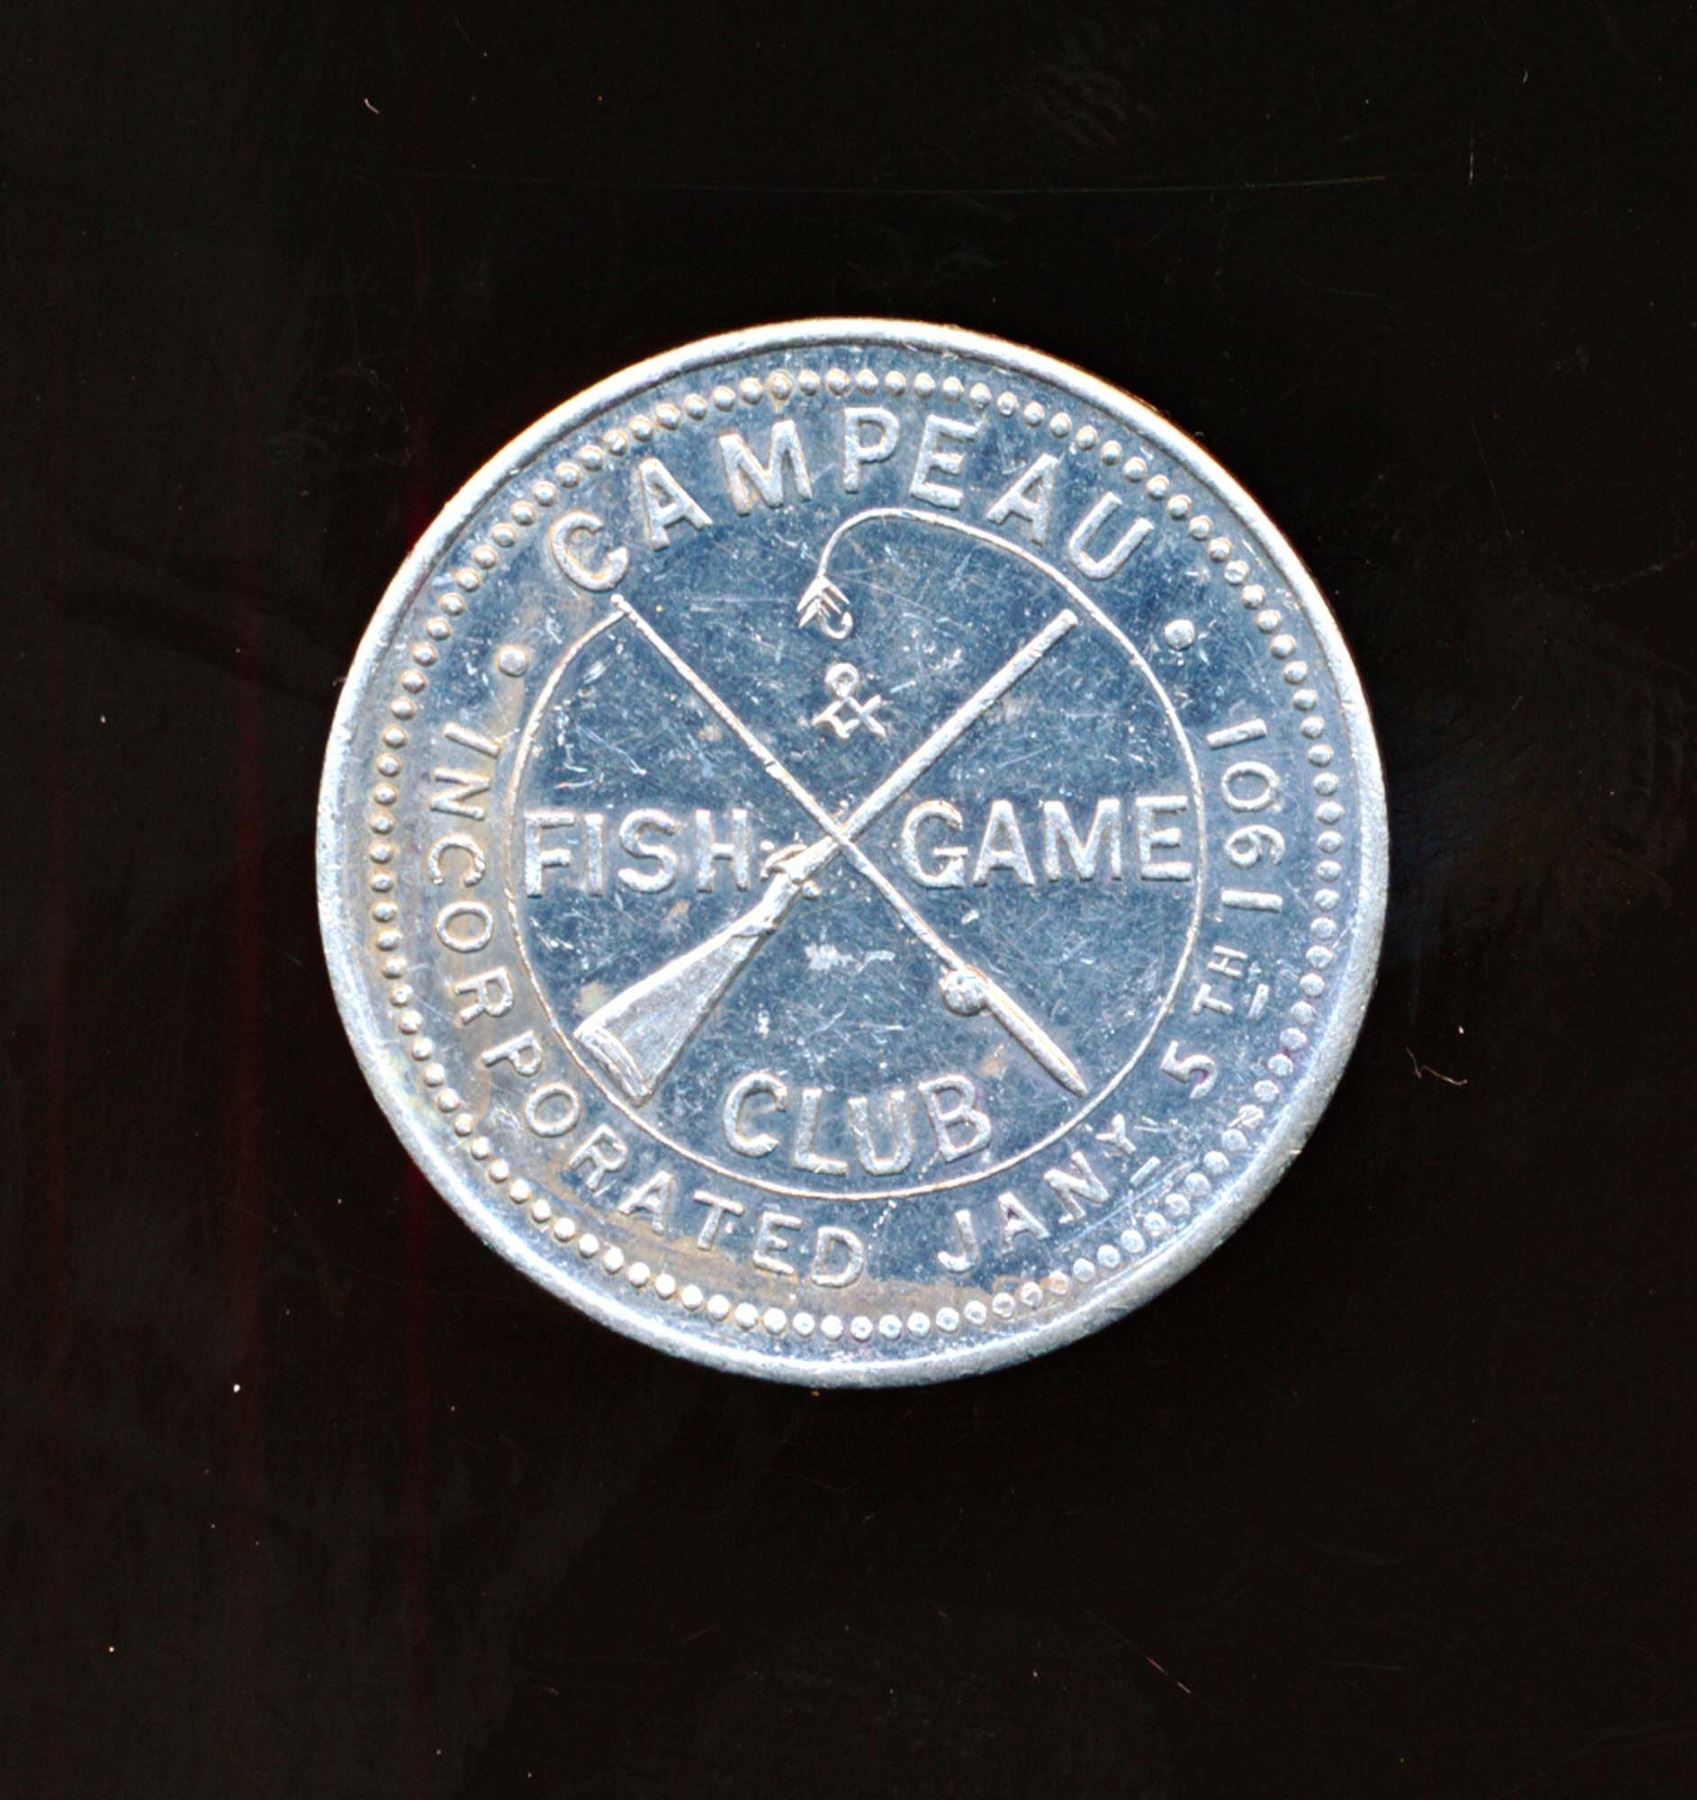 CAMPEAU
&
FISH GAME
CLUB
INCORPORATED JANY 5TH 1901